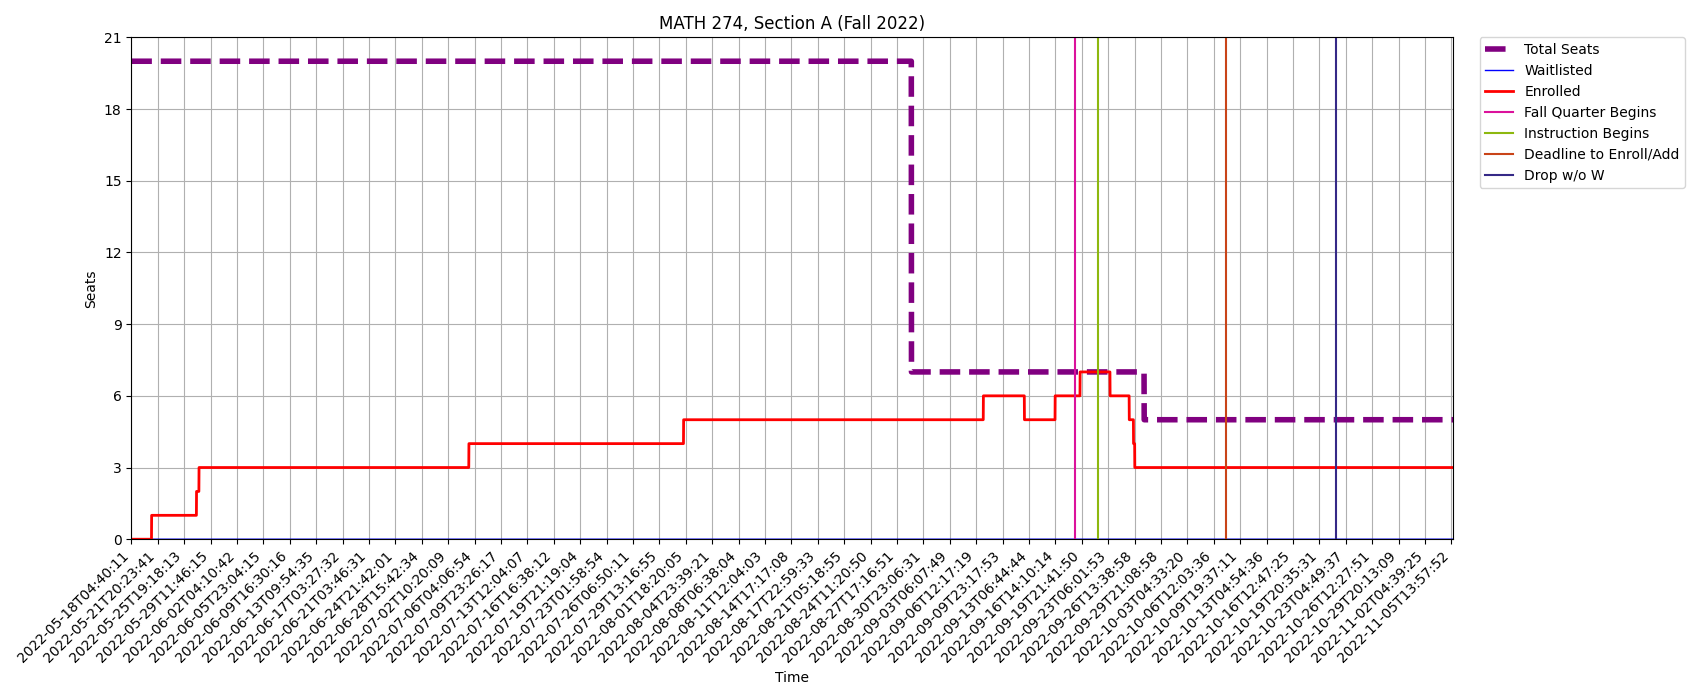 MATH 274, Section A (Fall 2022)
21
18
15
12
9
6
3
0
Seats
Total Seats
Waitlisted
Enrolled
Fall Quarter Begins
Instruction Begins
Deadline to Enroll/Add
Drop w/o W
2022-05-18T04:40:11
2022-05-21T20:23:41
2022-05-25T19:18:13
2022-05-29T11:46:15
2022-06-02T04:10:42
2022-06-05T23:04:15
2022-06-09T16:30:16
2022-06-13T09:54:35
2022-06-17T03:27:32
2022-06-21T03:46:31
2022-06-24T21:42:01
2022-06-28T15:42:34
2022-07-02T10:20:09
2022-07-06T04:06:54
2022-07-09T23:26:17
2022-07-13T12:04:07
2022-07-16T16:38:12
2022-07-19T21:19:04
2022-07-23T01:58:54
2022-07-26T06:50:11
2022-07-29T13:16:55
2022-08-01T18:20:05
2022-08-04T23:39:21
2022-08-08T06:38:04
2022-08-11T12:04:03
2022-08-14T17:17:08
2022-08-17T22:59:33
2022-08-21T05:18:55
2022-08-24T11:20:50
2022-08-27T17:16:51
2022-08-30T23:06:31
2022-09-03T06:07:49
2022-09-06T12:17:19
2022-09-09T23:17:53
2022-09-13T06:44:44
2022-09-16T14:10:14
2022-09-19T21:41:50
2022-09-23T06:01:53
2022-09-26T13:38:58
2022-09-29T21:08:58
2022-10-03T04:33:20
2022-10-06T12:03:36
2022-10-09T19:37:11
2022-10-13T04:54:36
2022-10-16T12:47:25
2022-10-19T20:35:31
2022-10-23T04:49:37
2022-10-26T12:27:51
2022-10-29T20:13:09
2022-11-02T04:39:25
2022-11-05T13:57:52
Time